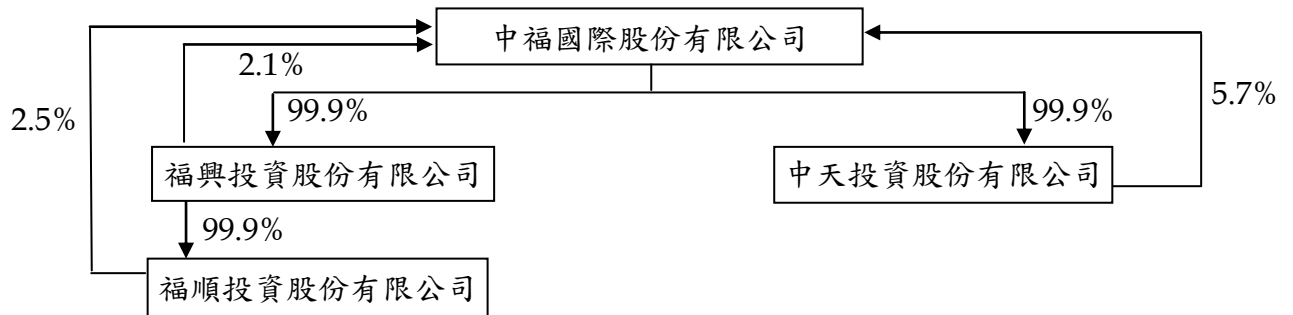 中福國際股份有限公司
2.1%
5.7%
2.5%
99.9%
99.9%
福興投資股份有限公司
中天投資股份有限公司
99.9%
福順投資股份有限公司